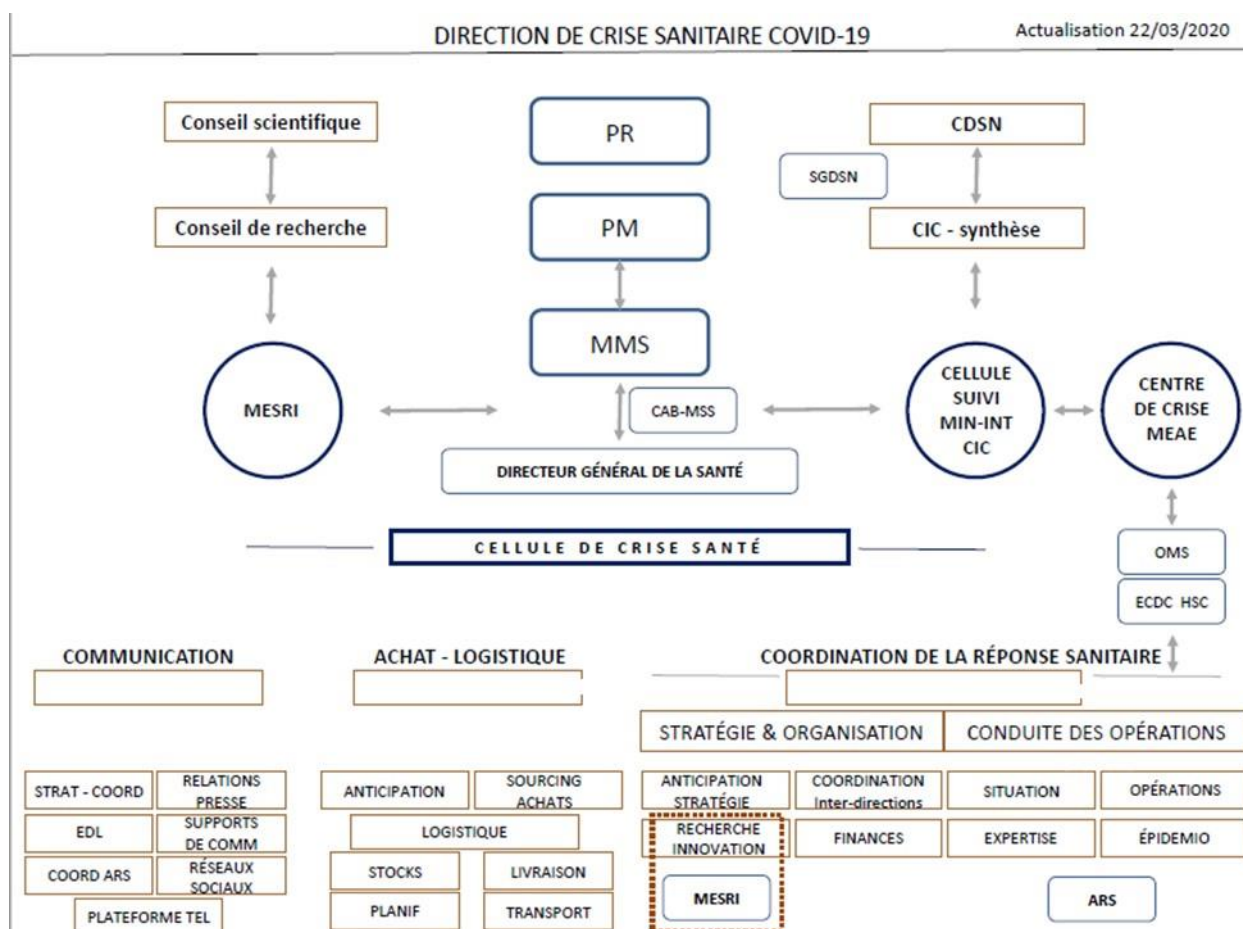 DIRECTION DE CRISE SANITAIRE COVID-19
Actualisation 22/03/2020
Conseil scientifique
PR
CDSN
SGDSN
Conseil de recherche
PM
CIC - synthèse
MMS
MESRI
CAB-MSS
CELLULE
SUIVI
MIN-INT
CIC
CENTRE
DE CRISE
MEAE
DIRECTEUR GÉNÉRAL DE LA SANTÉ
CELLULE DE CRISE SANTÉ
OMS
ECDC HSC
COMMUNICATION
ACHAT - LOGISTIQUE
COORDINATION DE LA RÉPONSE SANITAIRE
STRATÉGIE & ORGANISATION
CONDUITE DES OPÉRATIONS
STRAT - COORD
RELATIONS
PRESSE
EDL
SUPPORTS
DE COMM
COORD ARS
RÉSEAUX
SOCIAUX
PLATEFORME TEL
ANTICIPATION
SOURCING
ACHATS
LOGISTIQUE
STOCKS
LIVRAISON
PLANIF
TRANSPORT
ANTICIPATION
STRATÉGIE
COORDINATION
Inter-directions
SITUATION
OPÉRATIONS
RECHERCHE
INNOVATION
FINANCES
EXPERTISE
ÉPIDEMIO
MESRI
ARS